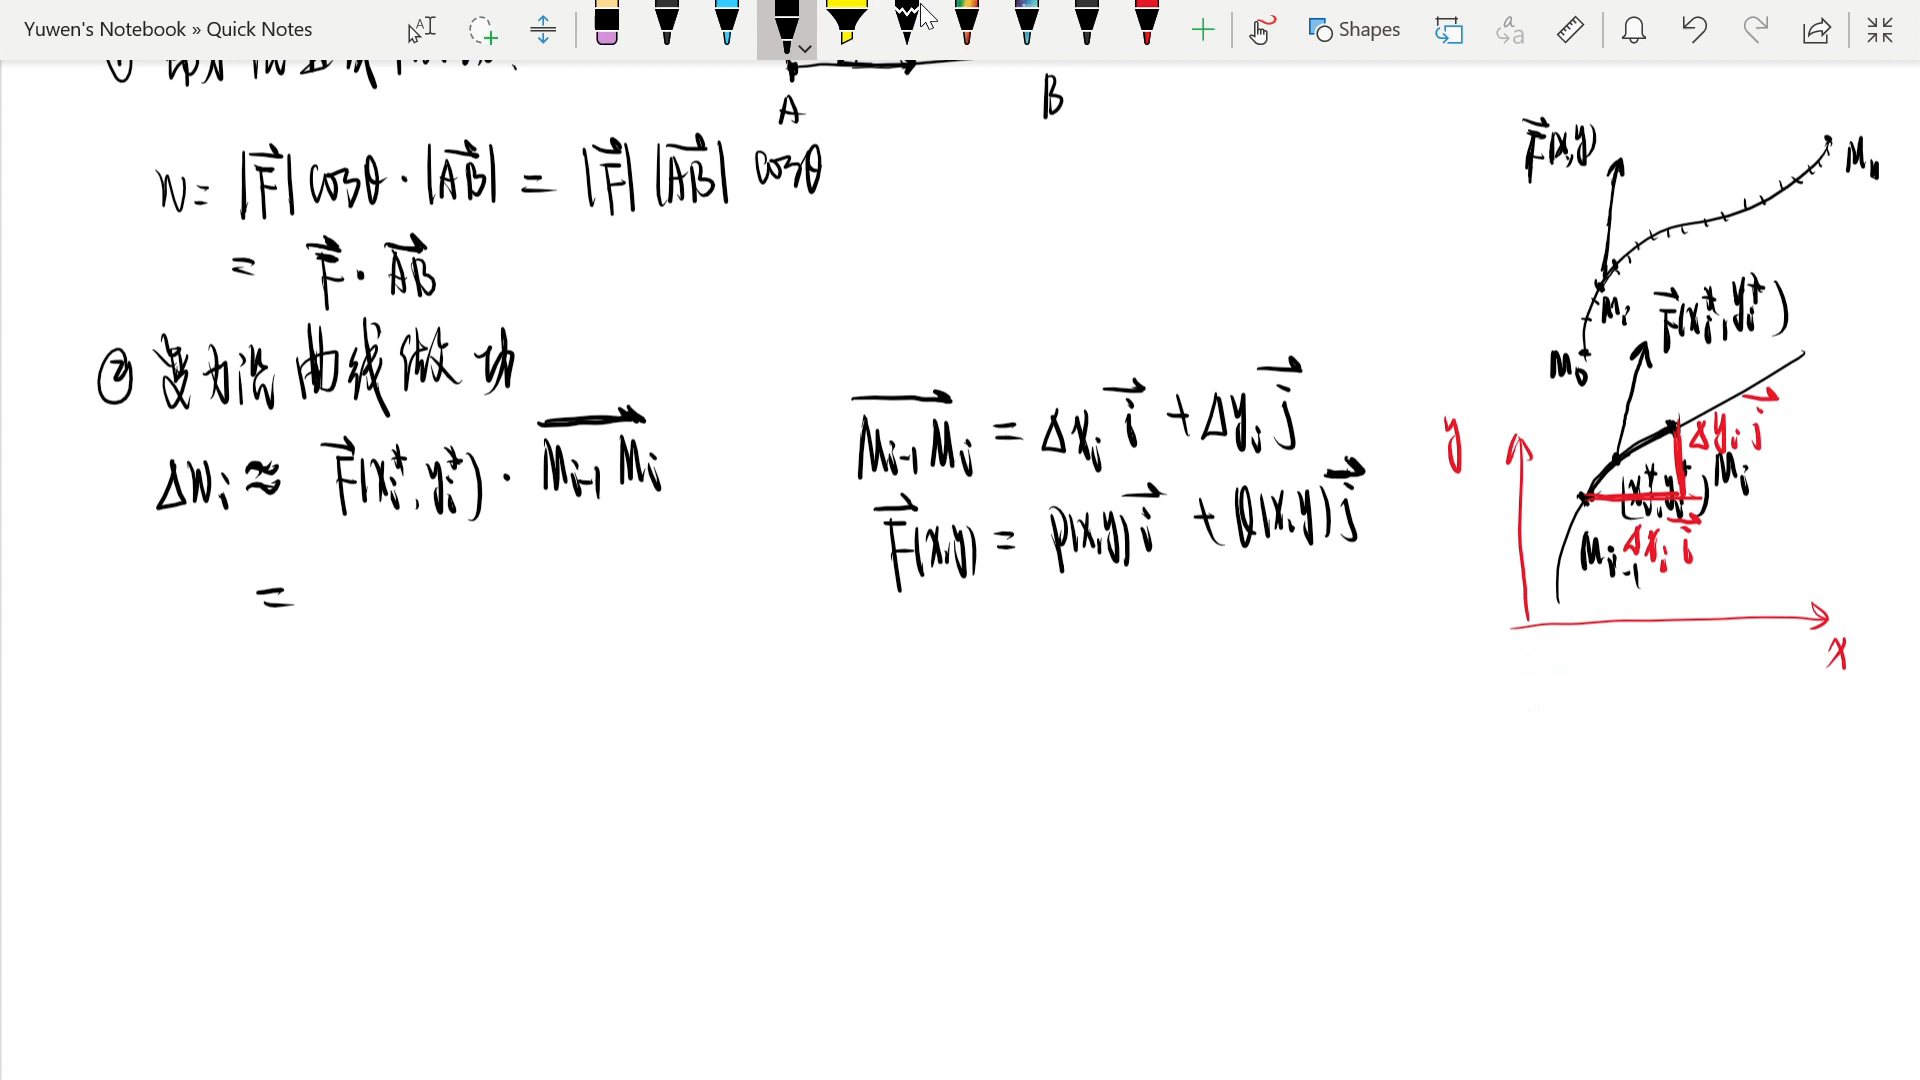 Yuwen's Notebook » Quick Notes
Shapes
A
B
W = |F⃗| cosθ · |AB⃗| = |F⃗| |AB⃗| cosθ
= F⃗ · AB⃗
② 变力沿曲线做功
ΔWᵢ ≈ F⃗(xᵢ*, yᵢ*) · Mᵢ₋₁Mᵢ⃗
=
Mᵢ₋₁Mᵢ⃗ = Δxᵢ i⃗ + Δyᵢ j⃗
F⃗(x,y) = P(x,y) i⃗ + Q(x,y) j⃗
F⃗(x,y)
Mₙ
Mᵢ
M₀
F⃗(xᵢ*, yᵢ*)
y
Δyᵢ j⃗
(xᵢ*, yᵢ*)
Mᵢ
Mᵢ₋₁
Δxᵢ i⃗
x